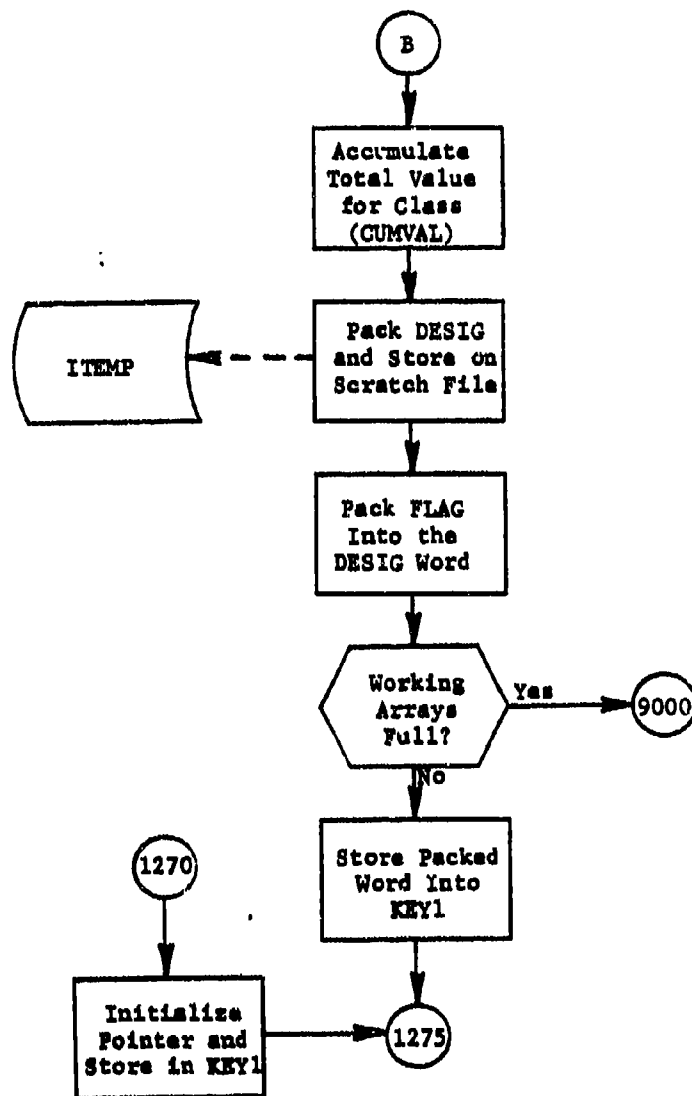 B
Accumulate
Total Value
for Class
(CUMVAL)
Pack DESIG
and Store on
Scratch File
ITEMP
Pack FLAG
Into the
DESIG Word
Working
Arrays
Full?
Yes
9000
No
Store Packed
Word Into
KEY1
1270
Initialize
Pointer and
Store in KEY1
1275